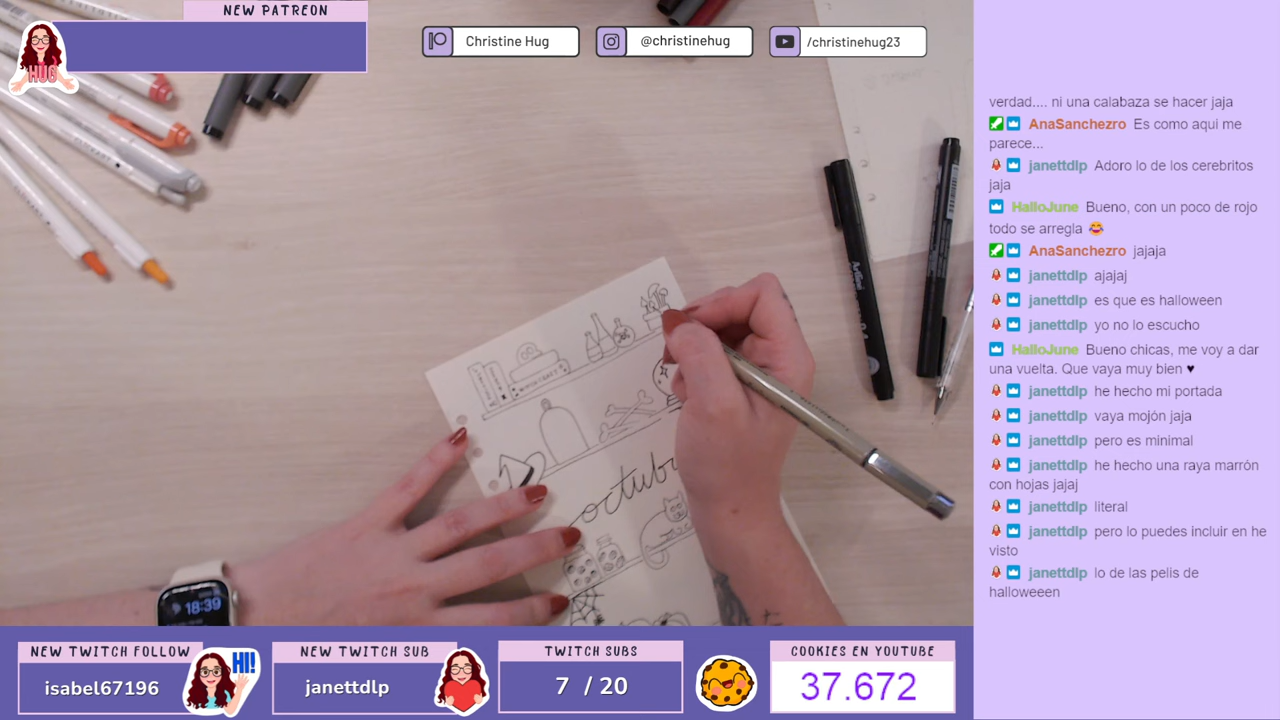 NEW PATREON
HUG
Christine Hug
@christinehug
/christinehug23
verdad.... ni una calabaza se hacer jaja
AnaSanchezro Es como aqui me
parece...
janettdlp Adoro lo de los cerebritos
jaja
HalloJune Bueno, con un poco de rojo
todo se arregla 😂
AnaSanchezro jajaja
janettdlp ajajaj
janettdlp es que es halloween
janettdlp yo no lo escucho
HalloJune Bueno chicas, me voy a dar
una vuelta. Que vaya muy bien ♥
janettdlp he hecho mi portada
janettdlp vaya mojón jaja
janettdlp pero es minimal
janettdlp he hecho una raya marrón
con hojas jajaj
janettdlp literal
janettdlp pero lo puedes incluir en he
visto
janettdlp lo de las pelis de
halloweeen
Artline
octub
18:39
NEW TWITCH FOLLOW
isabel67196
HI!
NEW TWITCH SUB
janettdlp
TWITCH SUBS
7 / 20
COOKIES EN YOUTUBE
37.672